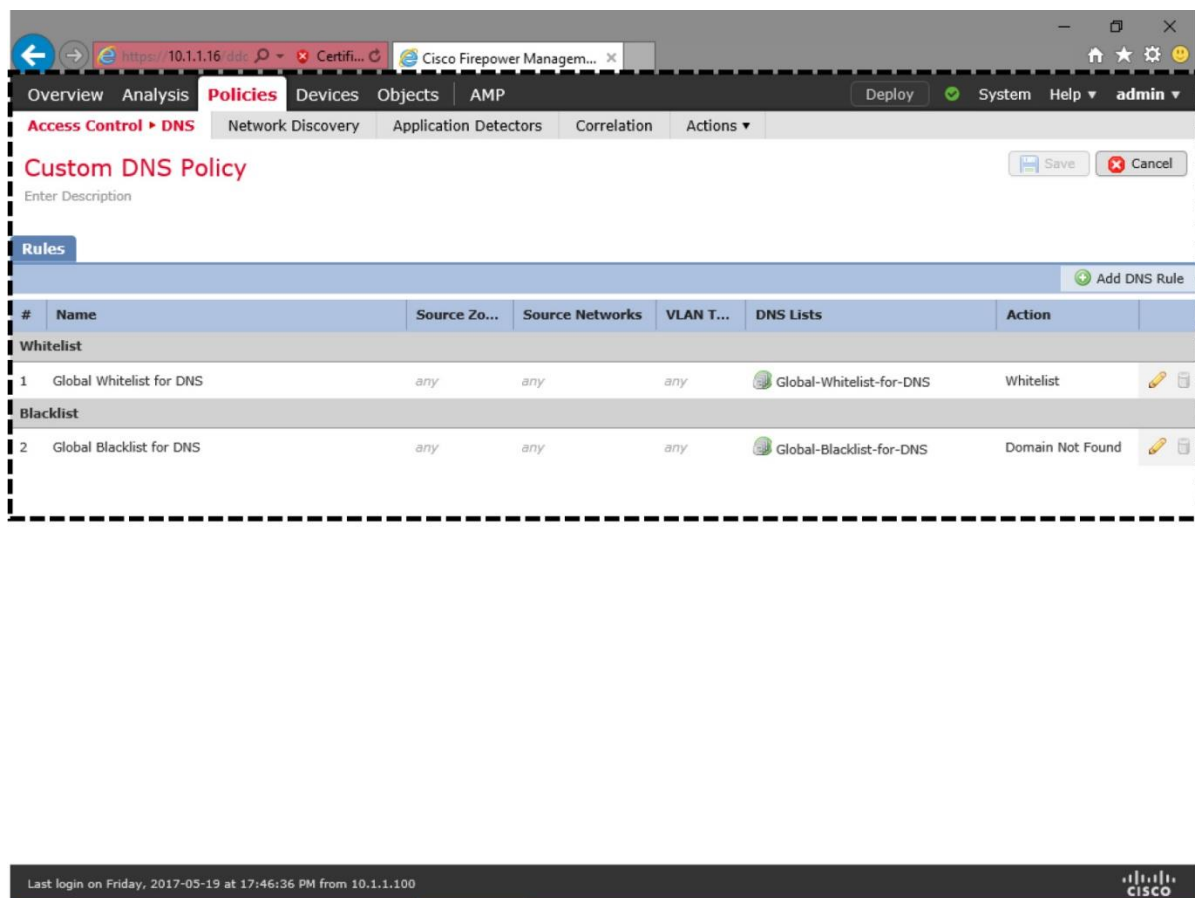 https://10.1.1.16/ddc Certifi... Cisco Firepower Managem...
Overview Analysis Policies Devices Objects AMP Deploy System Help admin
Access Control ▸ DNS Network Discovery Application Detectors Correlation Actions
Custom DNS Policy Save Cancel
Enter Description
Rules
Add DNS Rule
# Name Source Zo... Source Networks VLAN T... DNS Lists Action
Whitelist
1 Global Whitelist for DNS any any any Global-Whitelist-for-DNS Whitelist
Blacklist
2 Global Blacklist for DNS any any any Global-Blacklist-for-DNS Domain Not Found
Last login on Friday, 2017-05-19 at 17:46:36 PM from 10.1.1.100
CISCO